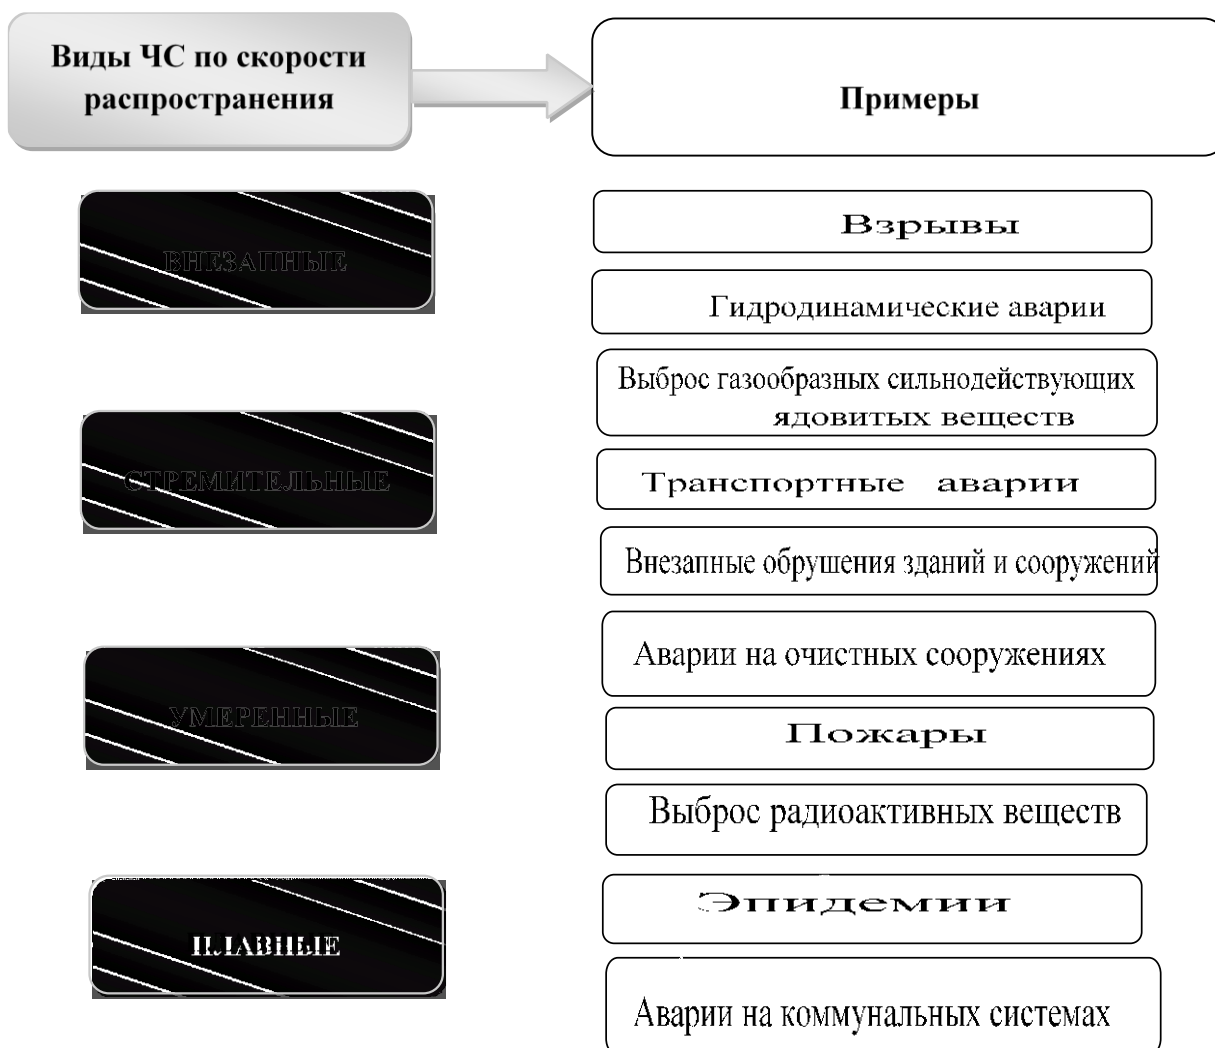 Виды ЧС по скорости
распространения
Примеры
ВНЕЗАПНЫЕ
Взрывы
Гидродинамические аварии
Выброс газообразных сильнодействующих
ядовитых веществ
СТРЕМИТЕЛЬНЫЕ
Транспортные аварии
Внезапные обрушения зданий и сооружений
Аварии на очистных сооружениях
УМЕРЕННЫЕ
Пожары
Выброс радиоактивных веществ
Эпидемии
ПЛАВНЫЕ
Аварии на коммунальных системах